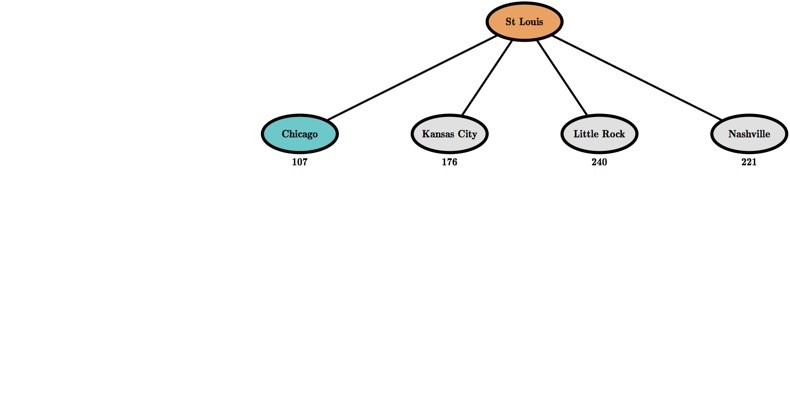 St Louis
Chicago
Kansas City
Little Rock
Nashville
107
176
240
221